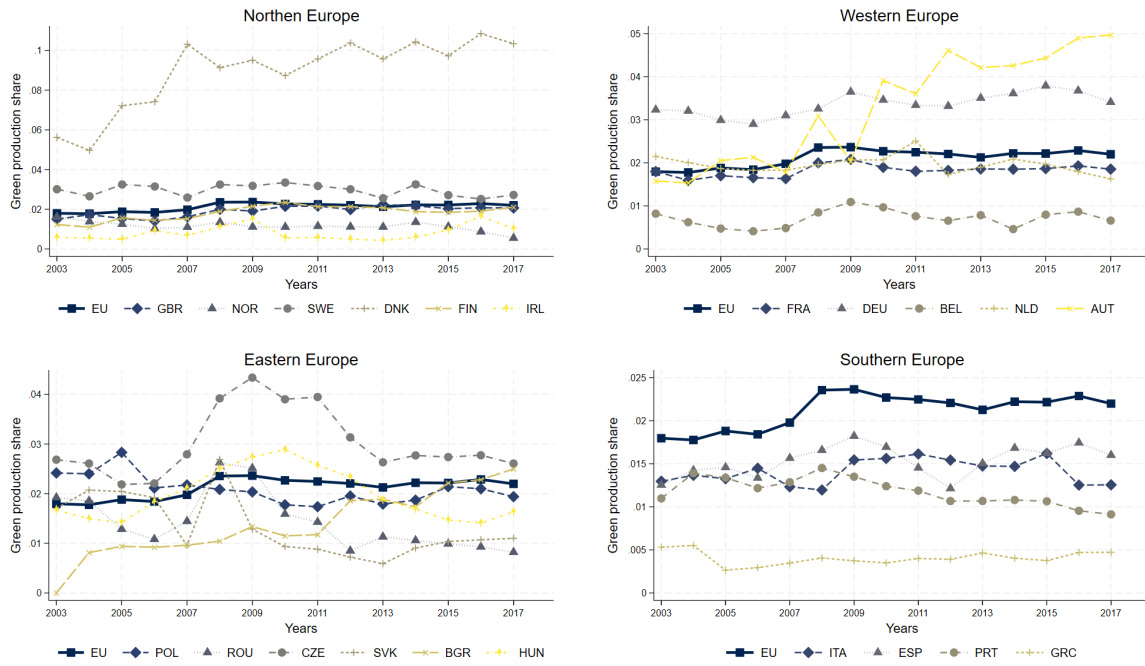 Northen Europe
Green production share
.1
.08
.06
.04
.02
0
2003 2005 2007 2009 2011 2013 2015 2017
Years
EU GBR NOR SWE DNK FIN IRL
Western Europe
Green production share
.05
.04
.03
.02
.01
0
2003 2005 2007 2009 2011 2013 2015 2017
Years
EU FRA DEU BEL NLD AUT
Eastern Europe
Green production share
.04
.03
.02
.01
0
2003 2005 2007 2009 2011 2013 2015 2017
Years
EU POL ROU CZE SVK BGR HUN
Southern Europe
Green production share
.025
.02
.015
.01
.005
0
2003 2005 2007 2009 2011 2013 2015 2017
Years
EU ITA ESP PRT GRC